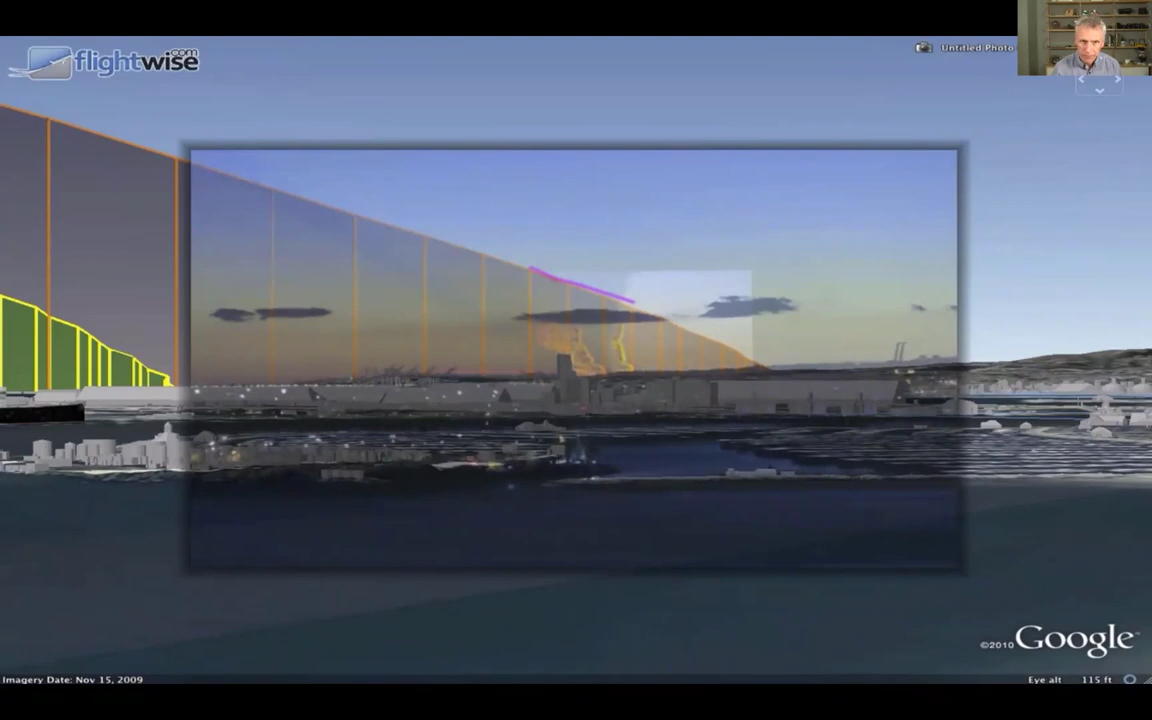 flightwise.com
Untitled Photo
©2010 Google
Imagery Date: Nov 15, 2009
Eye alt 115 ft